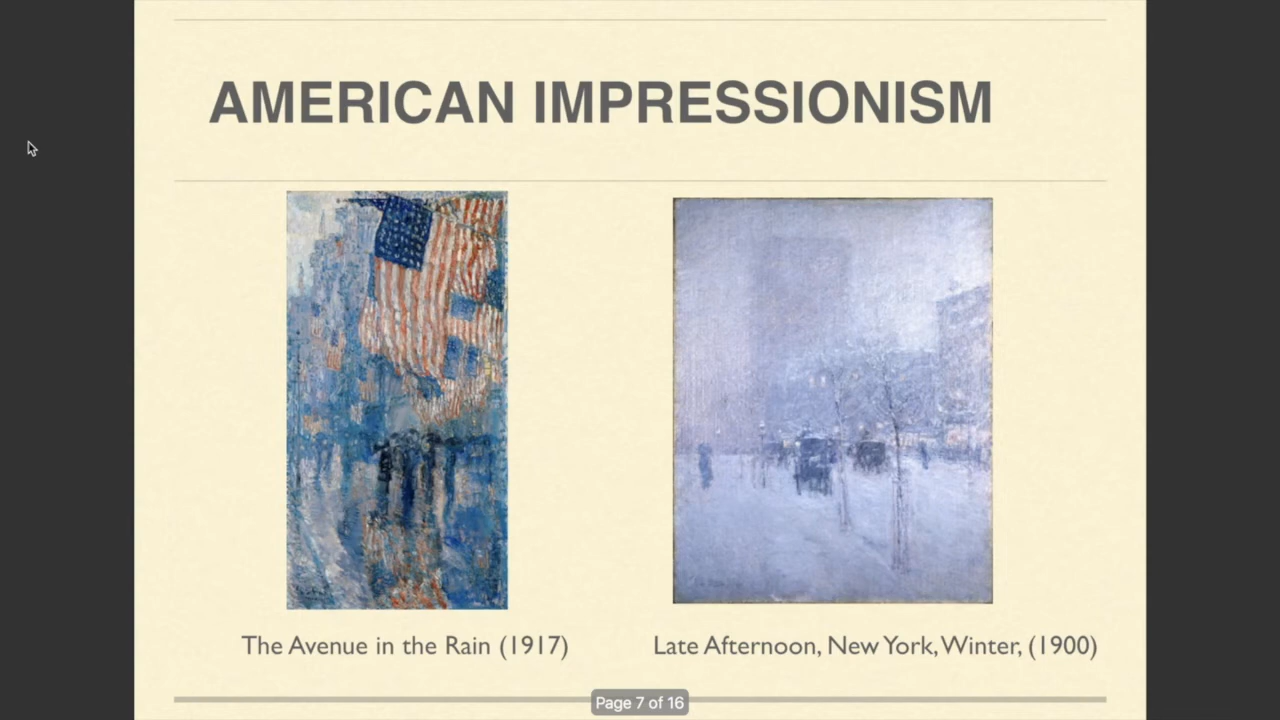 AMERICAN IMPRESSIONISM
The Avenue in the Rain (1917)
Late Afternoon, New York, Winter, (1900)
Page 7 of 16